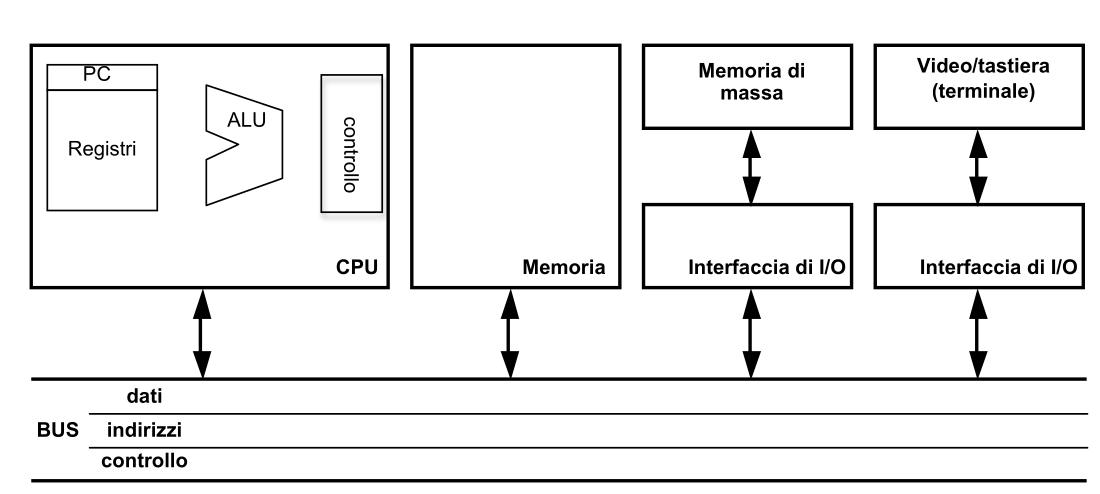 PC
Registri
ALU
controllo
CPU
Memoria
Memoria di
massa
Interfaccia di I/O
Video/tastiera
(terminale)
Interfaccia di I/O
BUS
dati
indirizzi
controllo